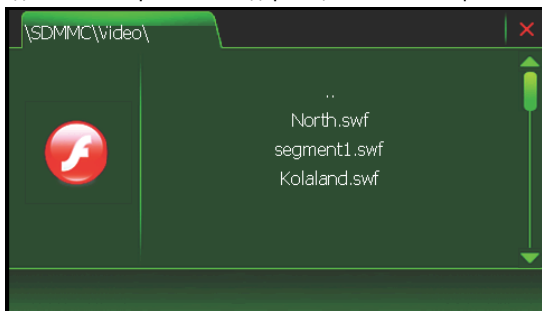 \SDMMC\Video\
..
North.swf
segment1.swf
Kolaland.swf